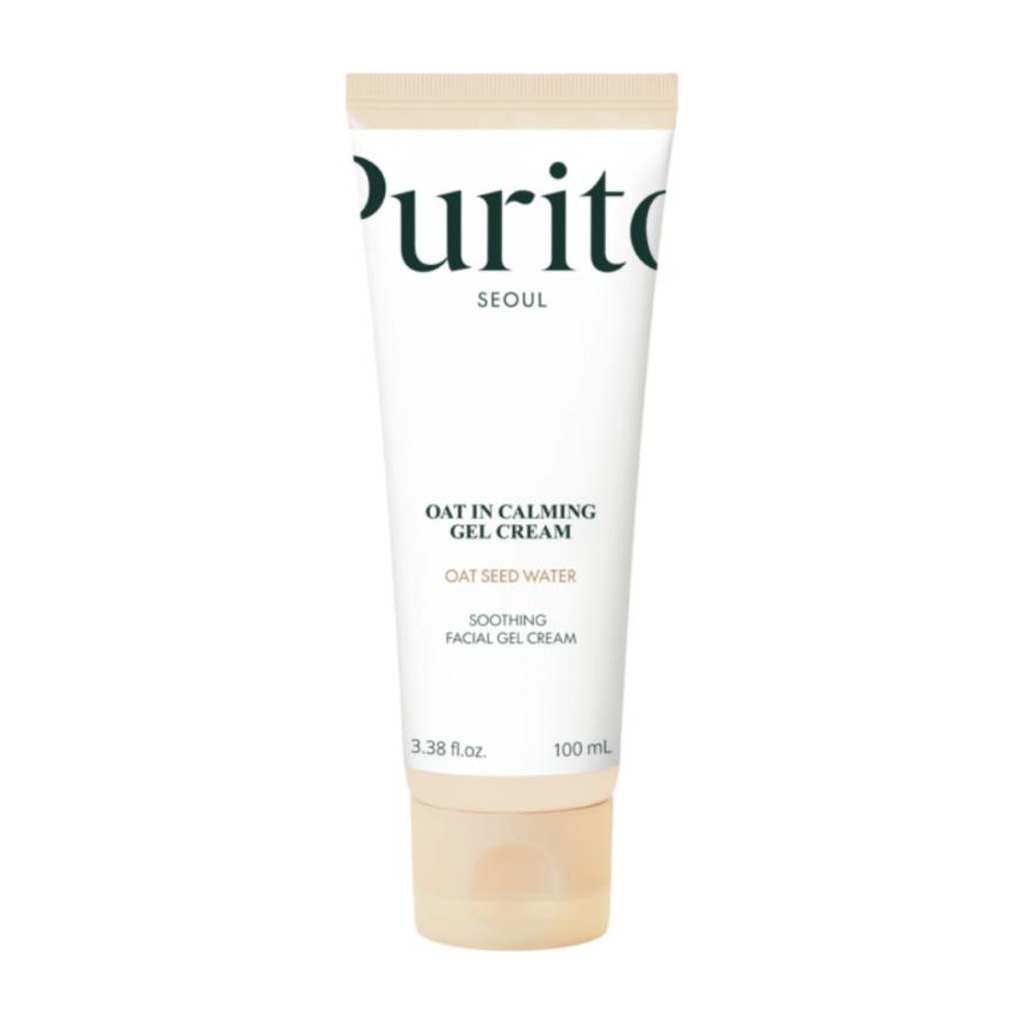 Purito
SEOUL
OAT IN CALMING
GEL CREAM
OAT SEED WATER
SOOTHING
FACIAL GEL CREAM
3.38 fl.oz. 100 mL